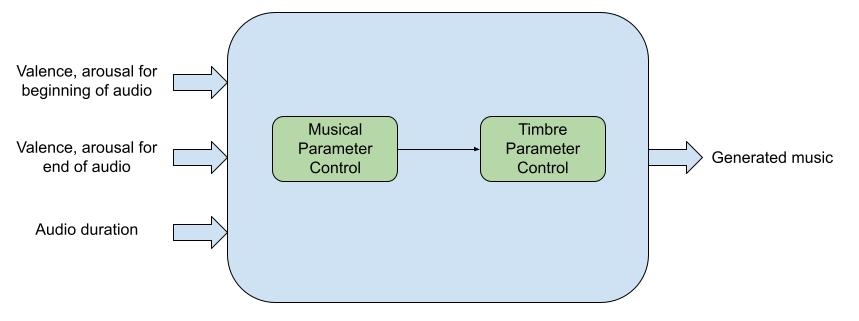 Valence, arousal for
beginning of audio
Valence, arousal for
end of audio
Audio duration
Musical
Parameter
Control
Timbre
Parameter
Control
Generated music